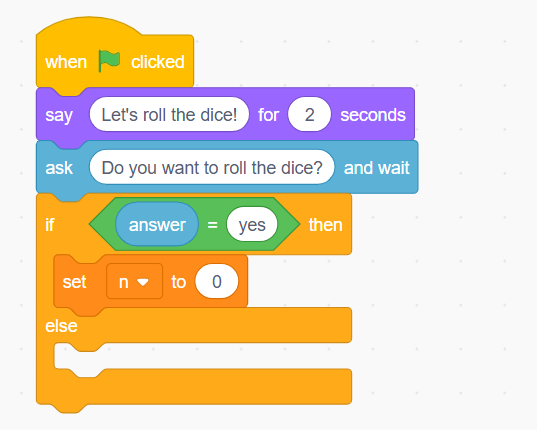 when clicked
say Let's roll the dice! for 2 seconds
ask Do you want to roll the dice? and wait
if answer = yes then
set n to 0
else